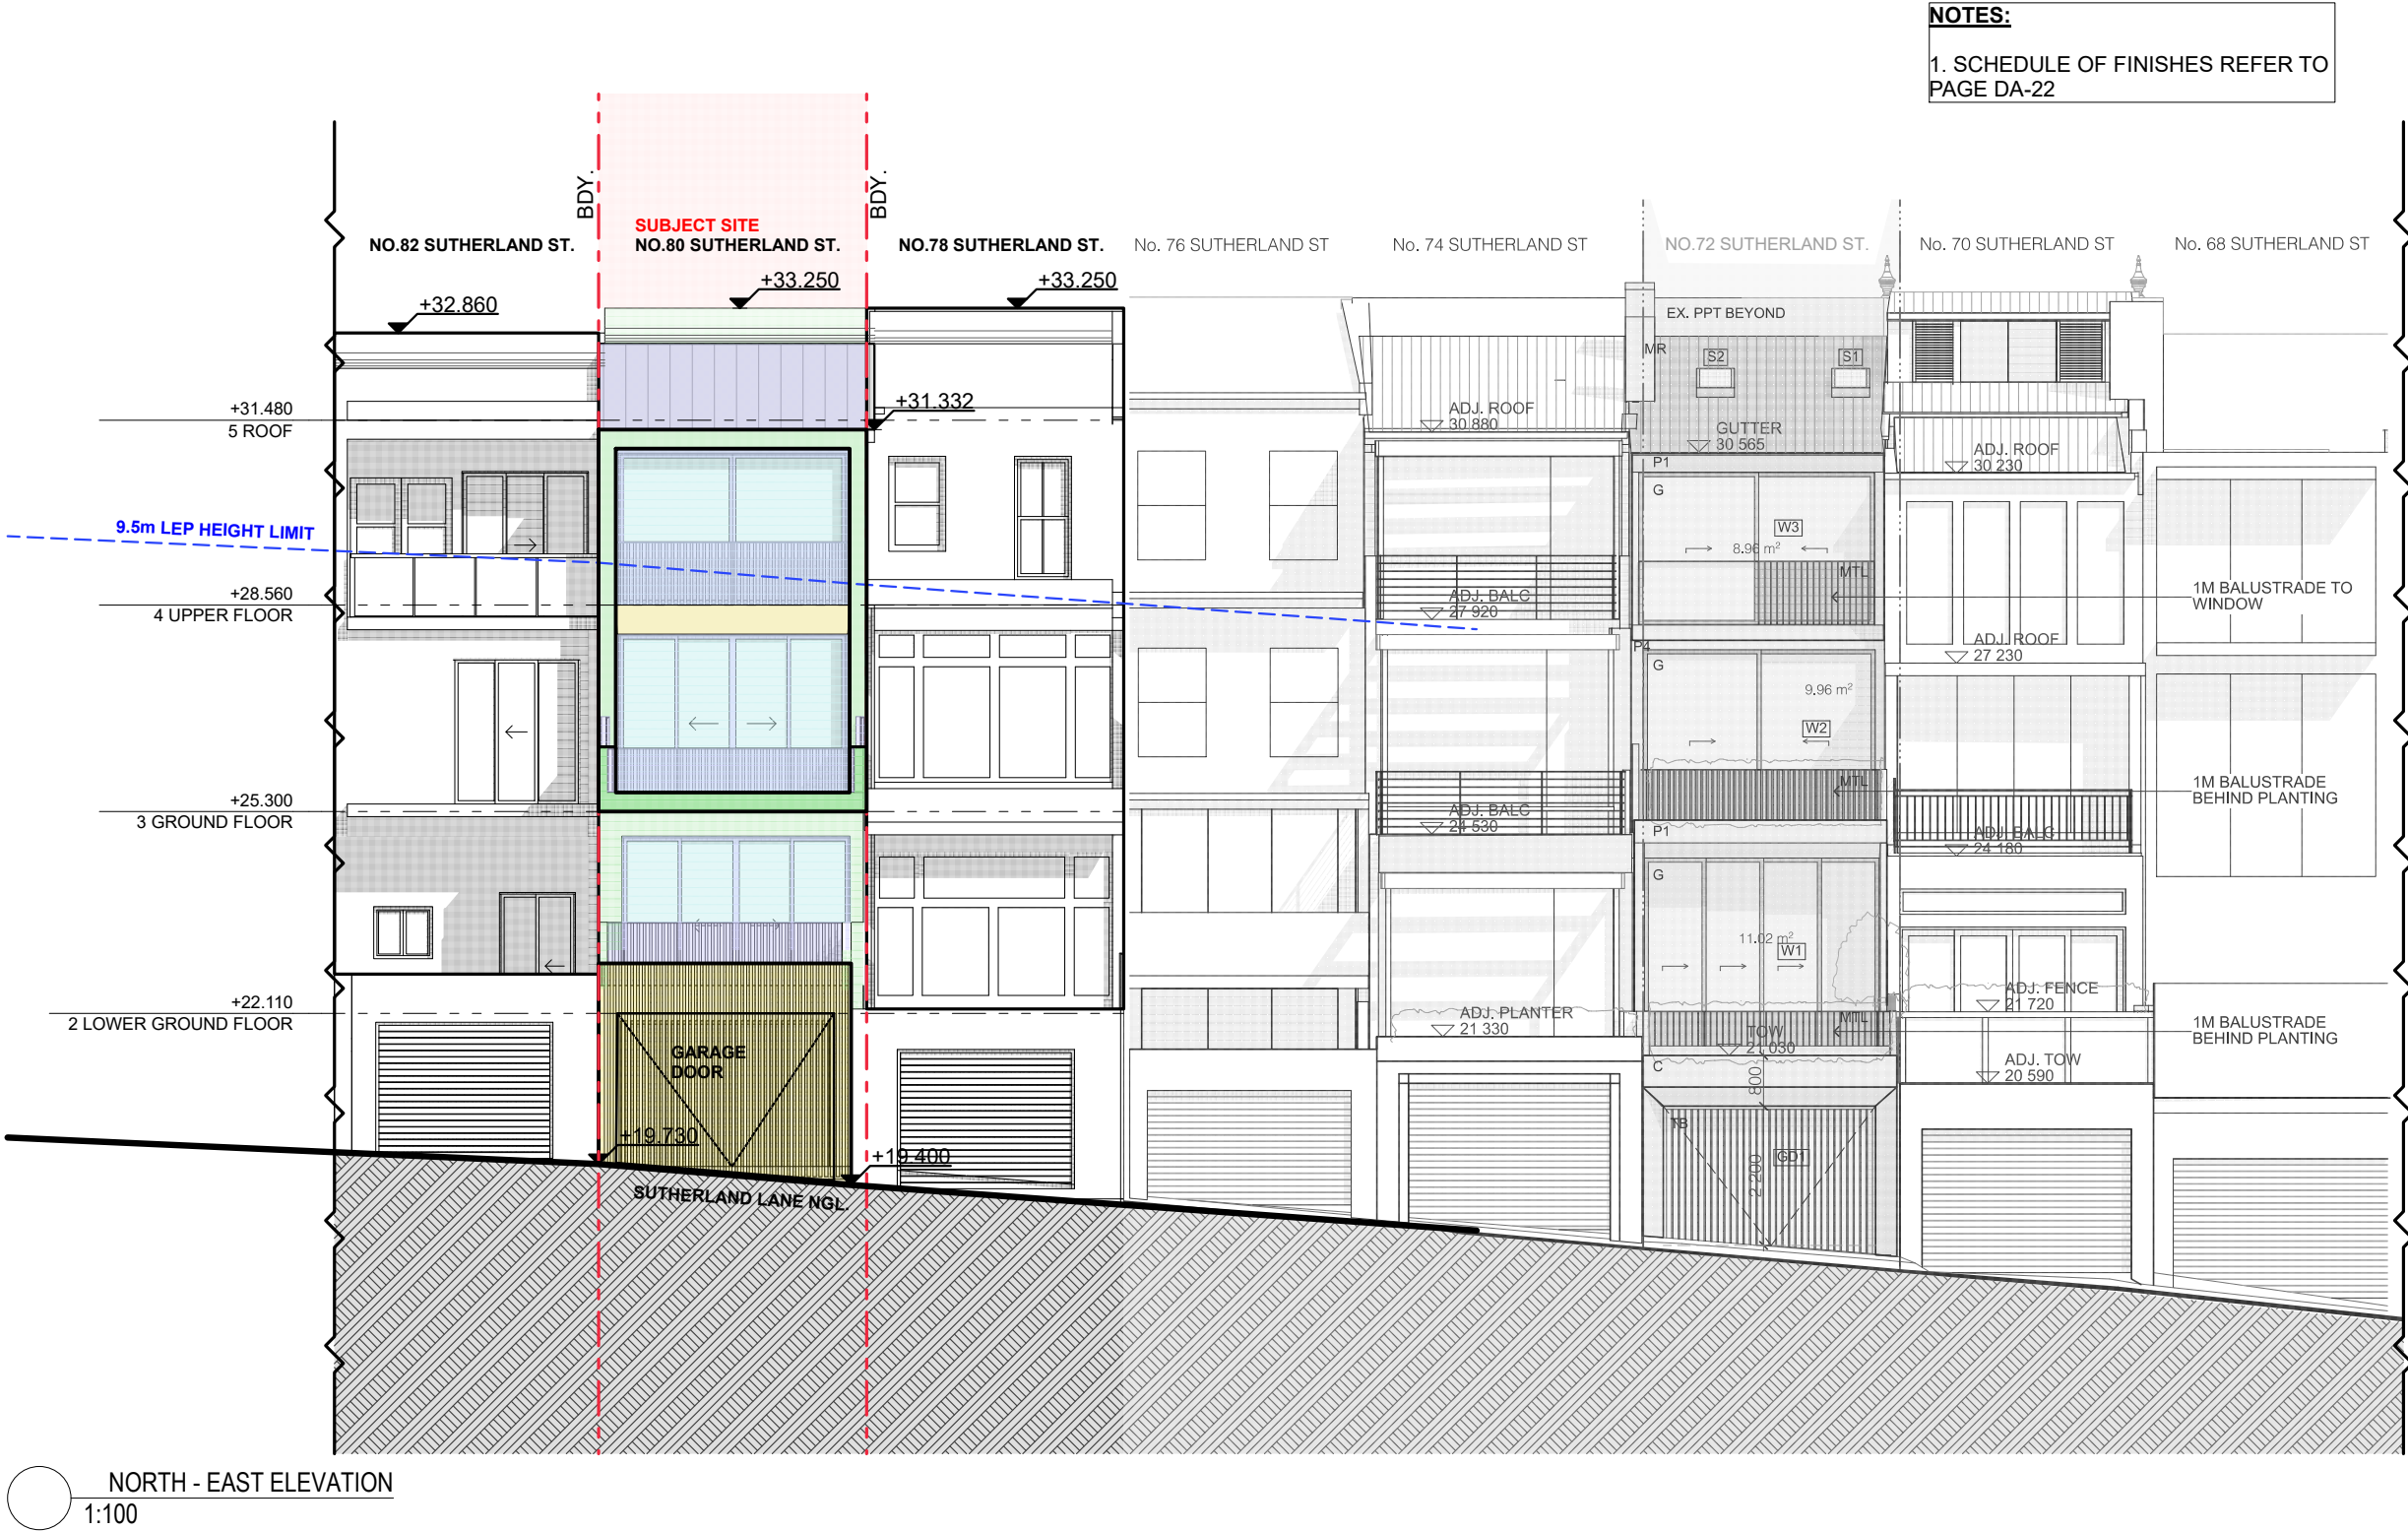 NOTES:
1. SCHEDULE OF FINISHES REFER TO
PAGE DA-22
BDY.
BDY.
SUBJECT SITE
NO.82 SUTHERLAND ST.
NO.80 SUTHERLAND ST.
NO.78 SUTHERLAND ST.
No. 76 SUTHERLAND ST
No. 74 SUTHERLAND ST
NO.72 SUTHERLAND ST.
No. 70 SUTHERLAND ST
No. 68 SUTHERLAND ST
+32.860
+33.250
+33.250
EX. PPT BEYOND
MR
S2
S1
+31.480
5 ROOF
+31.332
ADJ. ROOF
30 880
GUTTER
30 565
ADJ. ROOF
30 230
P1
G
W3
8.96 m²
MTL
9.5m LEP HEIGHT LIMIT
+28.560
4 UPPER FLOOR
ADJ. BALC
27 920
1M BALUSTRADE TO
WINDOW
ADJ. ROOF
27 230
P4
G
9.96 m²
W2
MTL
+25.300
3 GROUND FLOOR
ADJ. BALC
24 530
1M BALUSTRADE
BEHIND PLANTING
P1
ADJ. BALC
24 180
G
11.02 m²
W1
+22.110
2 LOWER GROUND FLOOR
ADJ. PLANTER
21 330
ADJ. FENCE
21 720
MTL
TOW
21 030
1M BALUSTRADE
BEHIND PLANTING
GARAGE
DOOR
C
800
ADJ. TOW
20 590
TB
GD1
2 200
+19.730
+19.400
SUTHERLAND LANE NGL.
NORTH - EAST ELEVATION
1:100